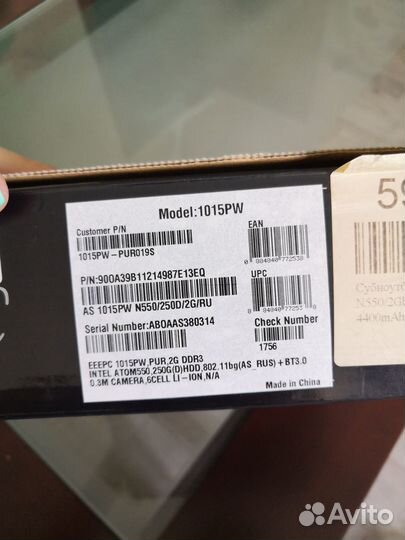 Model:1015PW
Customer P/N
1015PW-PUR019S
EAN
P/N:90OA39B11214987E13EQ
AS 1015PW N550/250D/2G/RU
UPC
Serial Number:ABOAAS380314
Check Number
1756
EEEPC 1015PW,PUR,2G DDR3
INTEL ATOM550,250G(D)HDD,802.11bg(AS_RUS)+BT3.0
0.3M CAMERA,6CELL LI-ION,N/A
Made in China
59
Субноутб
N550/2GB
4400mAh
Avito